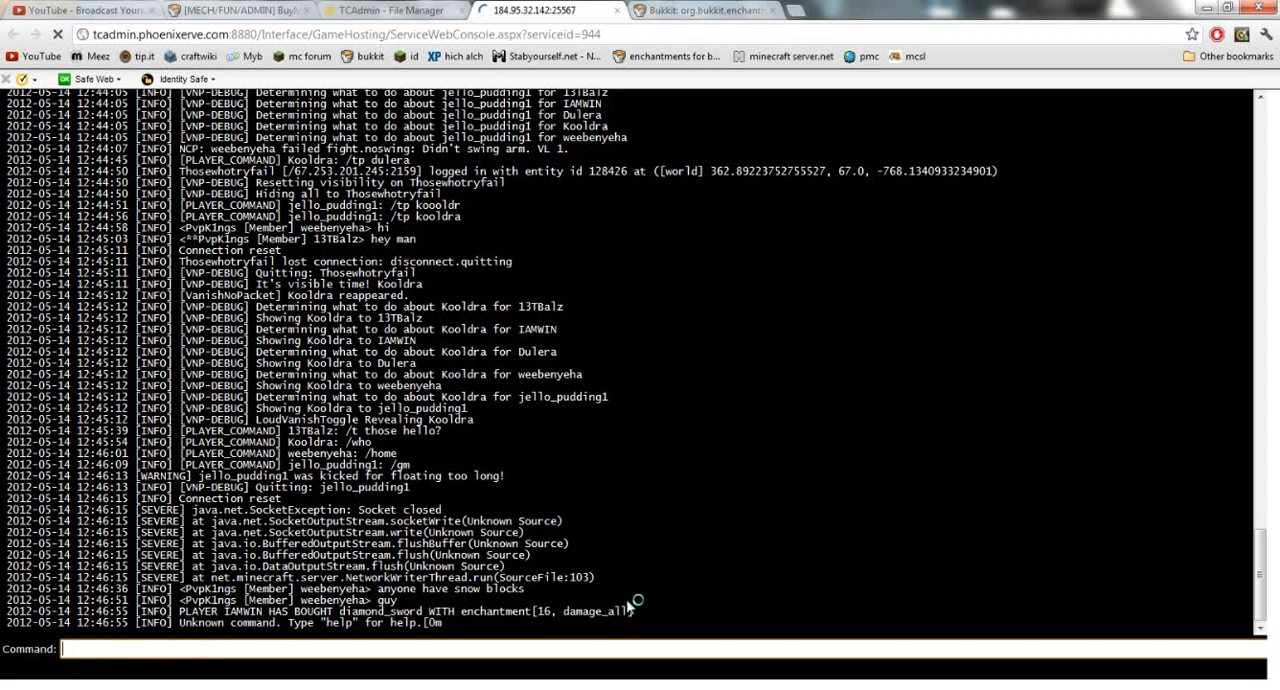 YouTube - Broadcast Yours
[MECH/FUN/ADMIN] BuyN
TCAdmin - File Manager
184.95.32.142:25567
Bukkit: org.bukkit.enchantm
tcadmin.phoenixerve.com:8880/Interface/GameHosting/ServiceWebConsole.aspx?serviceid=944
YouTube Meez tip.it craftwiki Myb mc forum bukkit id XP hich alch Stabyourself.net - N... enchantments for b... minecraft server.net pmc mcsl Other bookmarks
OK Safe Web Identity Safe
2012-05-14 12:44:05 [INFO] [VNP-DEBUG] Determining what to do about jello_pudding1 for 13TBalz
2012-05-14 12:44:05 [INFO] [VNP-DEBUG] Determining what to do about jello_pudding1 for IAMWIN
2012-05-14 12:44:05 [INFO] [VNP-DEBUG] Determining what to do about jello_pudding1 for Dulera
2012-05-14 12:44:05 [INFO] [VNP-DEBUG] Determining what to do about jello_pudding1 for Kooldra
2012-05-14 12:44:05 [INFO] [VNP-DEBUG] Determining what to do about jello_pudding1 for weebenyeha
2012-05-14 12:44:07 [INFO] NCP: weebenyeha failed fight.noswing: Didn't swing arm. VL 1.
2012-05-14 12:44:45 [INFO] [PLAYER_COMMAND] Kooldra: /tp dulera
2012-05-14 12:44:50 [INFO] Thosewhotryfail [/67.253.201.245:2159] logged in with entity id 128426 at ([world] 362.89223752755527, 67.0, -768.1340933234901)
2012-05-14 12:44:50 [INFO] [VNP-DEBUG] Resetting visibility on Thosewhotryfail
2012-05-14 12:44:50 [INFO] [VNP-DEBUG] Hiding all to Thosewhotryfail
2012-05-14 12:44:51 [INFO] [PLAYER_COMMAND] jello_pudding1: /tp koooldr
2012-05-14 12:44:56 [INFO] [PLAYER_COMMAND] jello_pudding1: /tp kooldra
2012-05-14 12:44:58 [INFO] <PvpK1ngs [Member] weebenyeha> hi
2012-05-14 12:45:03 [INFO] <**PvpK1ngs [Member] 13TBalz> hey man
2012-05-14 12:45:11 [INFO] Connection reset
2012-05-14 12:45:11 [INFO] Thosewhotryfail lost connection: disconnect.quitting
2012-05-14 12:45:11 [INFO] [VNP-DEBUG] Quitting: Thosewhotryfail
2012-05-14 12:45:11 [INFO] [VNP-DEBUG] It's visible time! Kooldra
2012-05-14 12:45:12 [INFO] [VanishNoPacket] Kooldra reappeared.
2012-05-14 12:45:12 [INFO] [VNP-DEBUG] Determining what to do about Kooldra for 13TBalz
2012-05-14 12:45:12 [INFO] [VNP-DEBUG] Showing Kooldra to 13TBalz
2012-05-14 12:45:12 [INFO] [VNP-DEBUG] Determining what to do about Kooldra for IAMWIN
2012-05-14 12:45:12 [INFO] [VNP-DEBUG] Showing Kooldra to IAMWIN
2012-05-14 12:45:12 [INFO] [VNP-DEBUG] Determining what to do about Kooldra for Dulera
2012-05-14 12:45:12 [INFO] [VNP-DEBUG] Showing Kooldra to Dulera
2012-05-14 12:45:12 [INFO] [VNP-DEBUG] Determining what to do about Kooldra for weebenyeha
2012-05-14 12:45:12 [INFO] [VNP-DEBUG] Showing Kooldra to weebenyeha
2012-05-14 12:45:12 [INFO] [VNP-DEBUG] Determining what to do about Kooldra for jello_pudding1
2012-05-14 12:45:12 [INFO] [VNP-DEBUG] Showing Kooldra to jello_pudding1
2012-05-14 12:45:12 [INFO] [VNP-DEBUG] LoudVanishToggle Revealing Kooldra
2012-05-14 12:45:39 [INFO] [PLAYER_COMMAND] 13TBalz: /t those hello?
2012-05-14 12:45:54 [INFO] [PLAYER_COMMAND] Kooldra: /who
2012-05-14 12:46:01 [INFO] [PLAYER_COMMAND] weebenyeha: /home
2012-05-14 12:46:09 [INFO] [PLAYER_COMMAND] jello_pudding1: /gm
2012-05-14 12:46:13 [WARNING] jello_pudding1 was kicked for floating too long!
2012-05-14 12:46:13 [INFO] [VNP-DEBUG] Quitting: jello_pudding1
2012-05-14 12:46:15 [INFO] Connection reset
2012-05-14 12:46:15 [SEVERE] java.net.SocketException: Socket closed
2012-05-14 12:46:15 [SEVERE] at java.net.SocketOutputStream.socketWrite(Unknown Source)
2012-05-14 12:46:15 [SEVERE] at java.net.SocketOutputStream.write(Unknown Source)
2012-05-14 12:46:15 [SEVERE] at java.io.BufferedOutputStream.flushBuffer(Unknown Source)
2012-05-14 12:46:15 [SEVERE] at java.io.BufferedOutputStream.flush(Unknown Source)
2012-05-14 12:46:15 [SEVERE] at java.io.DataOutputStream.flush(Unknown Source)
2012-05-14 12:46:15 [SEVERE] at net.minecraft.server.NetworkWriterThread.run(SourceFile:103)
2012-05-14 12:46:36 [INFO] <PvpK1ngs [Member] weebenyeha> anyone have snow blocks
2012-05-14 12:46:51 [INFO] <PvpK1ngs [Member] weebenyeha> guy
2012-05-14 12:46:55 [INFO] PLAYER IAMWIN HAS BOUGHT diamond_sword WITH enchantment[16, damage_all]
2012-05-14 12:46:55 [INFO] Unknown command. Type "help" for help.[0m
Command: